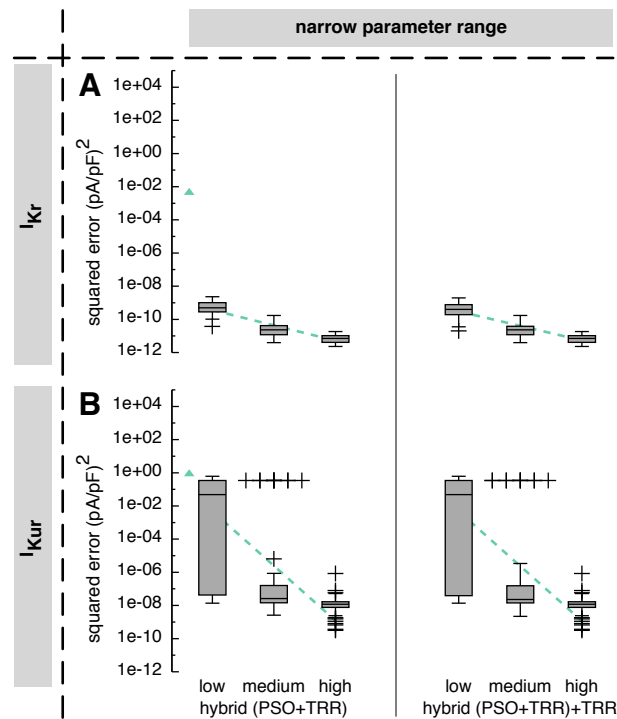 narrow parameter range
A
I_Kr
squared error (pA/pF)^2
1e+04
1e+02
1e+00
1e-02
1e-04
1e-06
1e-08
1e-10
1e-12
B
I_Kur
squared error (pA/pF)^2
1e+04
1e+02
1e+00
1e-02
1e-04
1e-06
1e-08
1e-10
1e-12
low medium high low medium high
hybrid (PSO+TRR) hybrid (PSO+TRR)+TRR